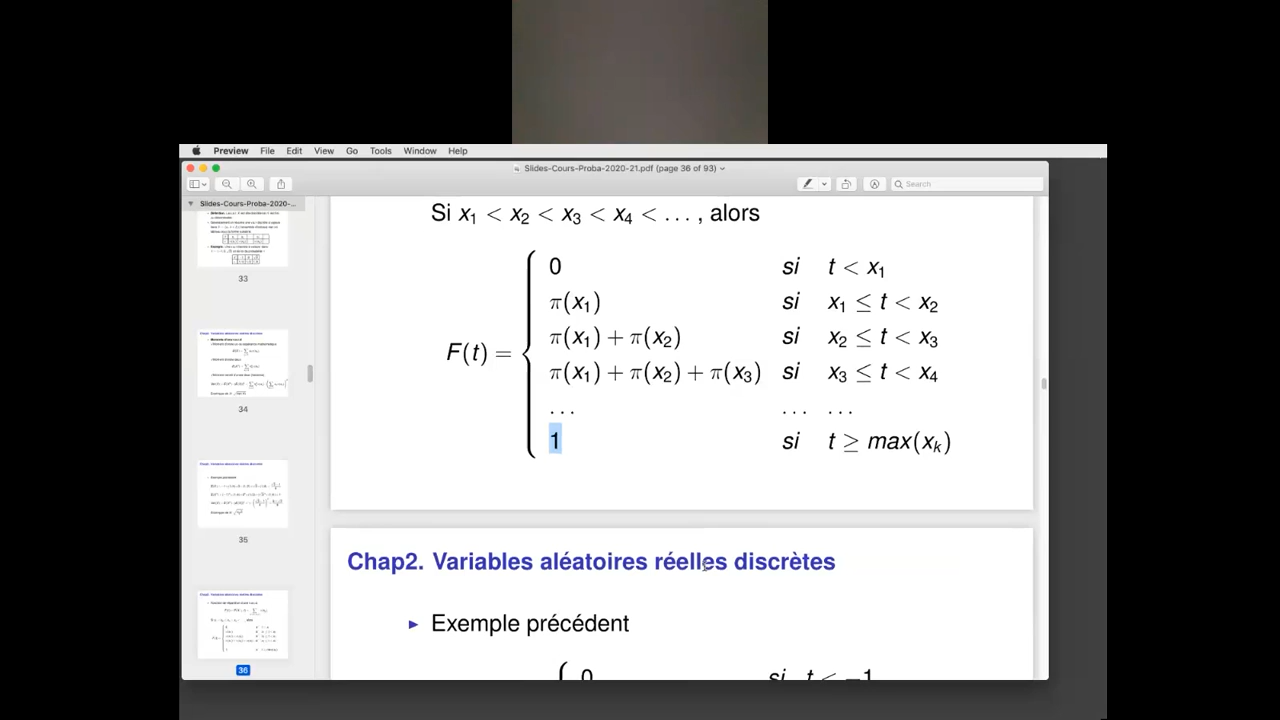 Preview File Edit View Go Tools Window Help
Slides-Cours-Proba-2020-21.pdf (page 36 of 93)
Search
Slides-Cours-Proba-2020-...
33
34
35
36
Si x₁ < x₂ < x₃ < x₄ < ... , alors
0 si t < x₁
π(x₁) si x₁ ≤ t < x₂
π(x₁) + π(x₂) si x₂ ≤ t < x₃
F(t) =
π(x₁) + π(x₂) + π(x₃) si x₃ ≤ t < x₄
... ... ...
1 si t ≥ max(xₖ)
Chap2. Variables aléatoires réelles discrètes
► Exemple précédent
0 si t < −1